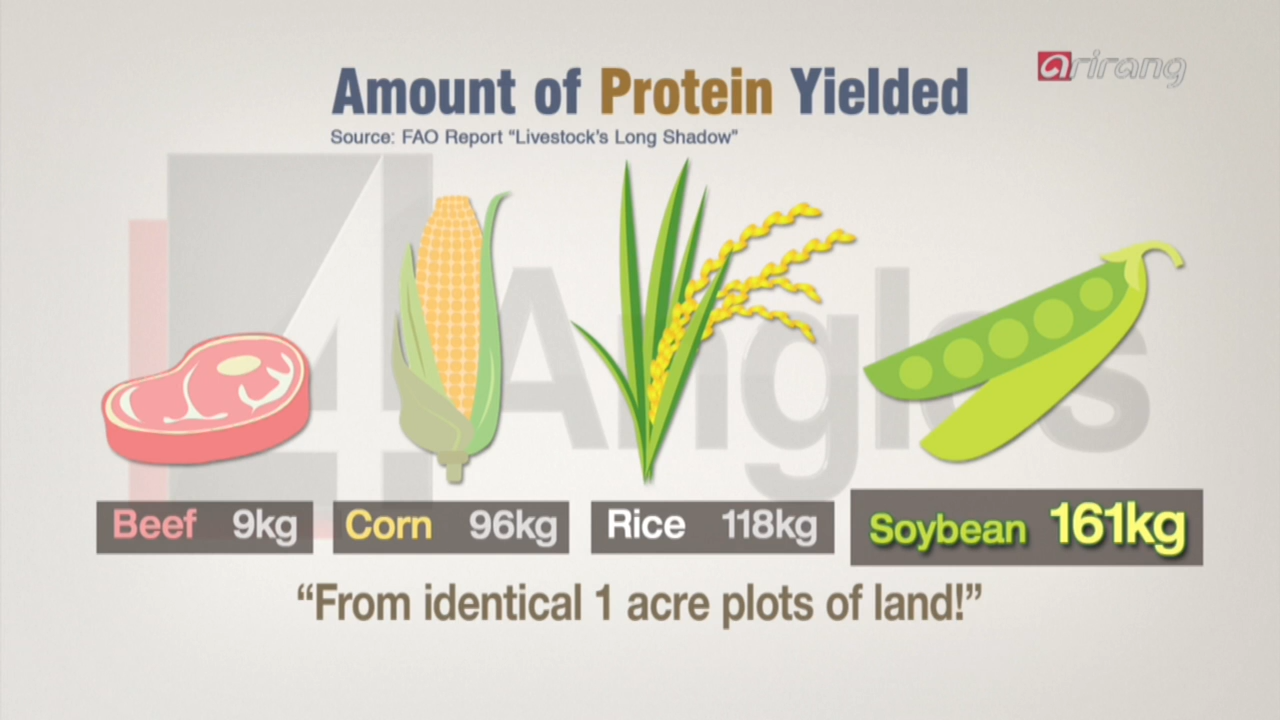 Amount of Protein Yielded
arirang
Source: FAO Report “Livestock's Long Shadow”
4 Angles
Beef 9kg
Corn 96kg
Rice 118kg
Soybean 161kg
“From identical 1 acre plots of land!”